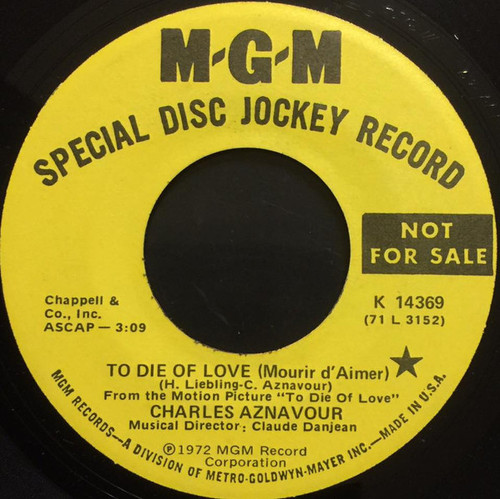 M-G-M
SPECIAL DISC JOCKEY RECORD
NOT
FOR SALE
Chappell &
Co., Inc.
ASCAP — 3:09
K 14369
(71 L 3152)
TO DIE OF LOVE (Mourir d'Aimer)
(H. Liebling-C. Aznavour)
From the Motion Picture "To Die Of Love"
CHARLES AZNAVOUR
Musical Director: Claude Danjean
℗1972 MGM Record
Corporation
MGM RECORDS—A DIVISION OF METRO-GOLDWYN-MAYER INC.—MADE IN U.S.A.